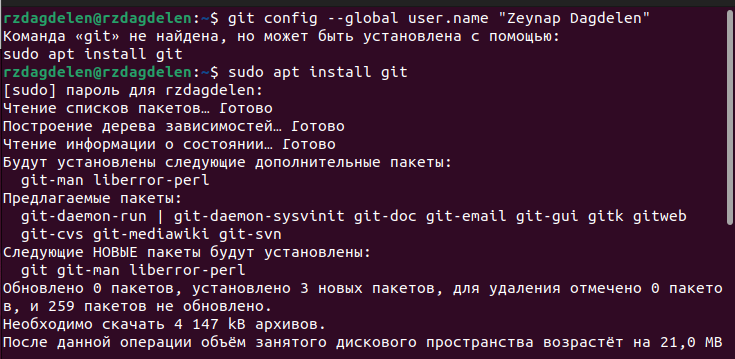 rzdagdelen@rzdagdelen:~$ git config --global user.name "Zeynap Dagdelen"
Команда «git» не найдена, но может быть установлена с помощью:
sudo apt install git
rzdagdelen@rzdagdelen:~$ sudo apt install git
[sudo] пароль для rzdagdelen:
Чтение списков пакетов… Готово
Построение дерева зависимостей… Готово
Чтение информации о состоянии… Готово
Будут установлены следующие дополнительные пакеты:
  git-man liberror-perl
Предлагаемые пакеты:
  git-daemon-run | git-daemon-sysvinit git-doc git-email git-gui gitk gitweb
  git-cvs git-mediawiki git-svn
Следующие НОВЫЕ пакеты будут установлены:
  git git-man liberror-perl
Обновлено 0 пакетов, установлено 3 новых пакетов, для удаления отмечено 0 пакето
в, и 259 пакетов не обновлено.
Необходимо скачать 4 147 kB архивов.
После данной операции объём занятого дискового пространства возрастёт на 21,0 MB